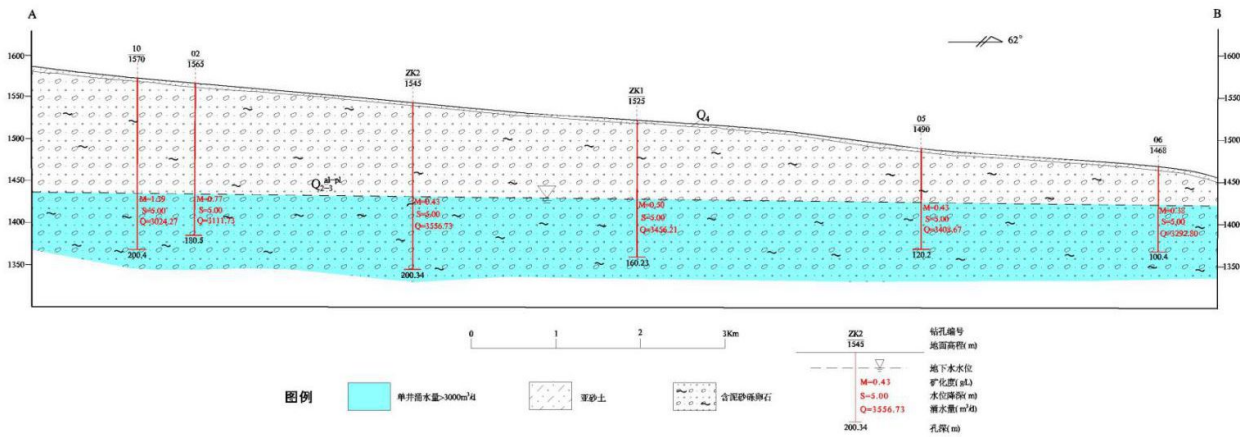 A
B
62°
10
1570
02
1565
ZK2
1545
ZK1
1525
Q4
05
1490
06
1468
1600
1550
1500
1450
1400
1350
1600
1550
1500
1450
1400
1350
Q2-3 al-pl
M=1.39
S=5.00
Q=3024.27
200.4
M=0.77
S=5.00
Q=3111.73
180.5
M=0.43
S=5.00
Q=3556.73
200.34
M=0.50
S=5.00
Q=3456.21
160.23
M=0.45
S=5.00
120.2
S=5.00
Q=3292.80
100.4
0 1 2 3Km
图例
单井涌水量>3000m³/d
亚砂土
含泥砂砾卵石
ZK2
1545
钻孔编号
地面高程(m)
地下水水位
M=0.43 矿化度(g/L)
S=5.00 水位降深(m)
Q=3556.73 涌水量(m³/d)
200.34 孔深(m)